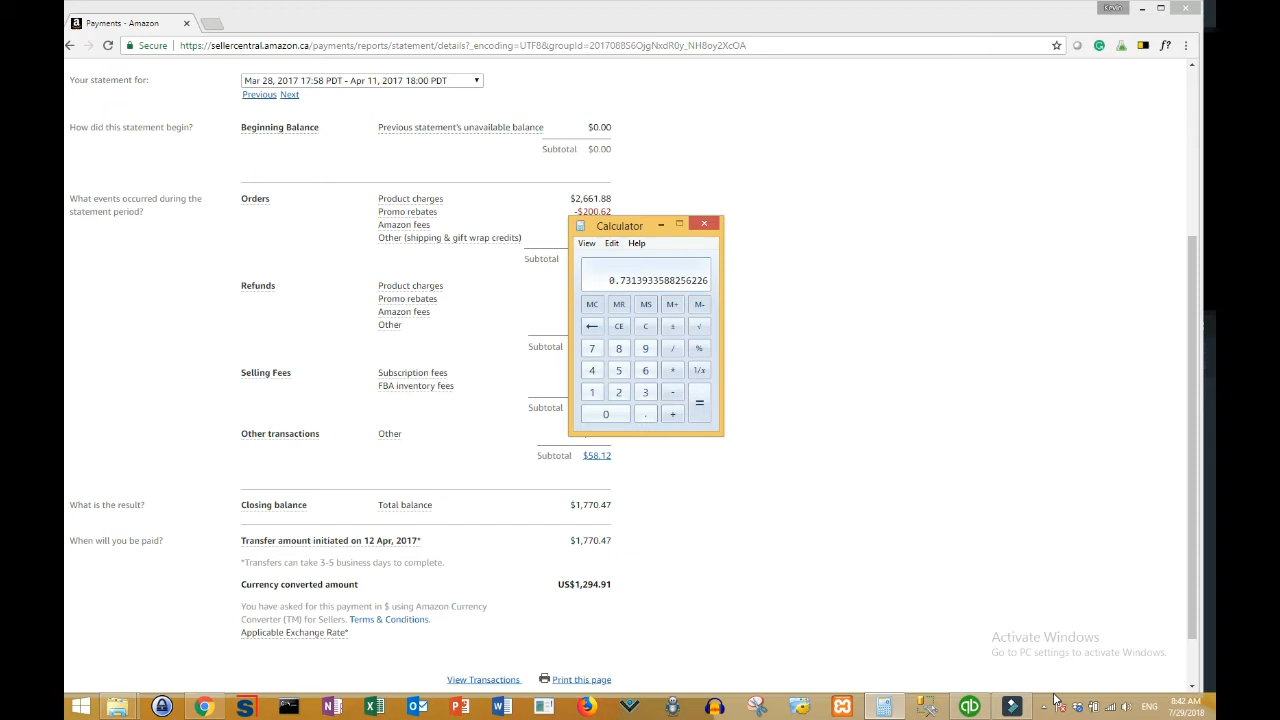 Kevin
Payments - Amazon
Secure https://sellercentral.amazon.ca/payments/reports/statement/details?_encoding=UTF8&groupId=2017088S6OjgNxdR0y_NH8oy2XcOA
Your statement for: Mar 28, 2017 17:58 PDT - Apr 11, 2017 18:00 PDT
Previous Next
How did this statement begin? Beginning Balance Previous statement's unavailable balance $0.00
Subtotal $0.00
What events occurred during the statement period? Orders Product charges $2,661.88
Promo rebates -$200.62
Amazon fees
Other (shipping & gift wrap credits)
Subtotal
Refunds Product charges
Promo rebates
Amazon fees
Other
Subtotal
Selling Fees Subscription fees
FBA inventory fees
Subtotal
Other transactions Other
Subtotal $58.12
What is the result? Closing balance Total balance $1,770.47
When will you be paid? Transfer amount initiated on 12 Apr, 2017* $1,770.47
*Transfers can take 3-5 business days to complete.
Currency converted amount US$1,294.91
You have asked for this payment in $ using Amazon Currency
Converter (TM) for Sellers. Terms & Conditions.
Applicable Exchange Rate*
View Transactions Print this page
Calculator
View Edit Help
0.7313933588256226
MC MR MS M+ M-
← CE C ± √
7 8 9 / %
4 5 6 * 1/x
1 2 3 - =
0 . +
Activate Windows
Go to PC settings to activate Windows.
ENG
8:42 AM
7/29/2018